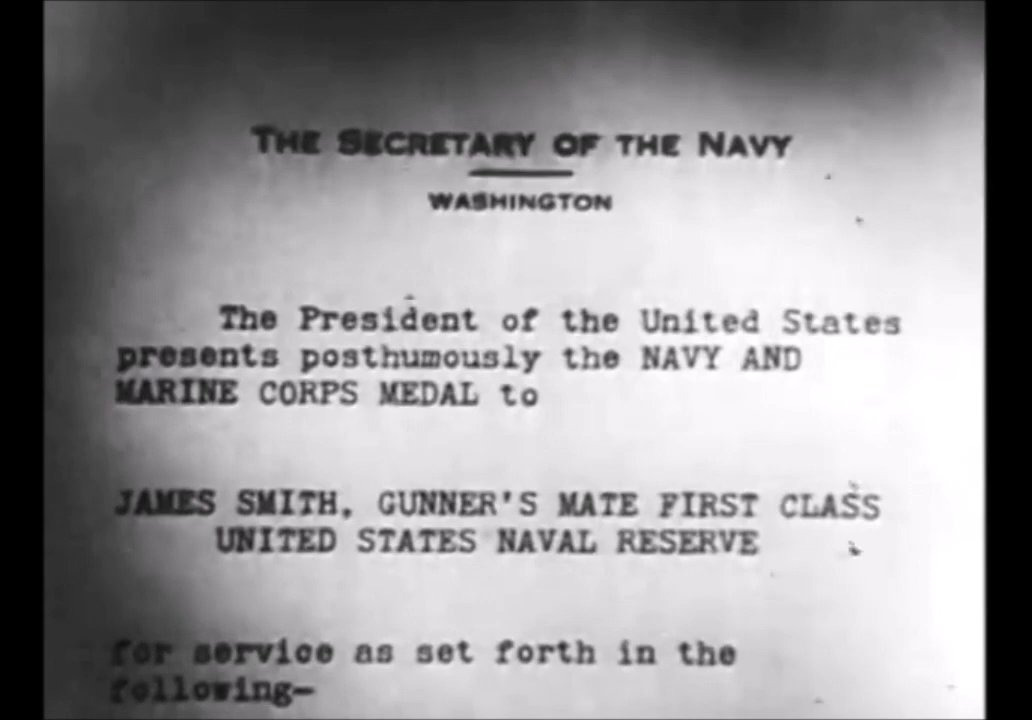 THE SECRETARY OF THE NAVY
WASHINGTON
The President of the United States
presents posthumously the NAVY AND
MARINE CORPS MEDAL to
JAMES SMITH, GUNNER'S MATE FIRST CLASS
UNITED STATES NAVAL RESERVE
for service as set forth in the
following-